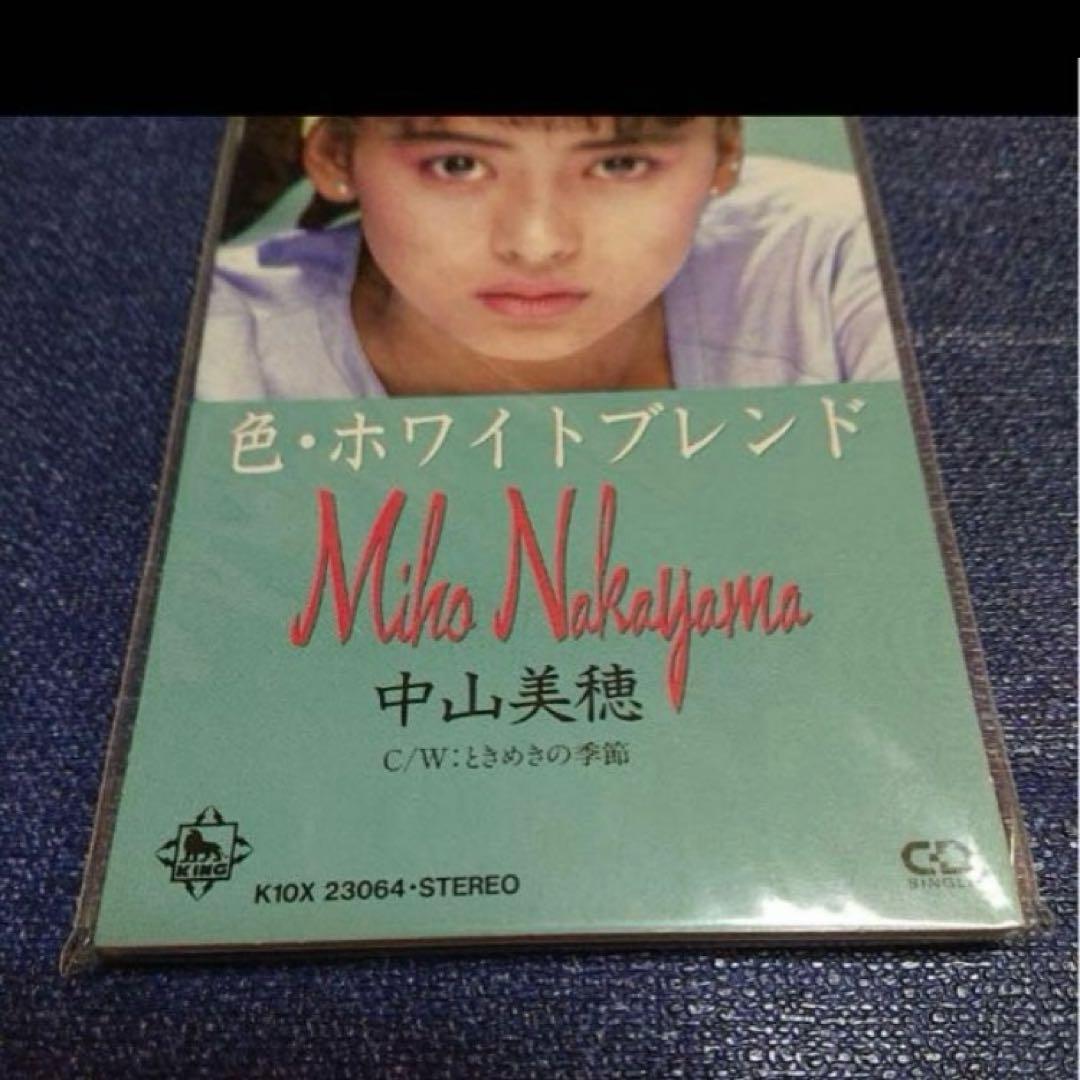 色・ホワイトブレンド
Miho Nakayama
中山美穂
C/W:ときめきの季節
KING
K10X 23064・STEREO
CD
SINGLE